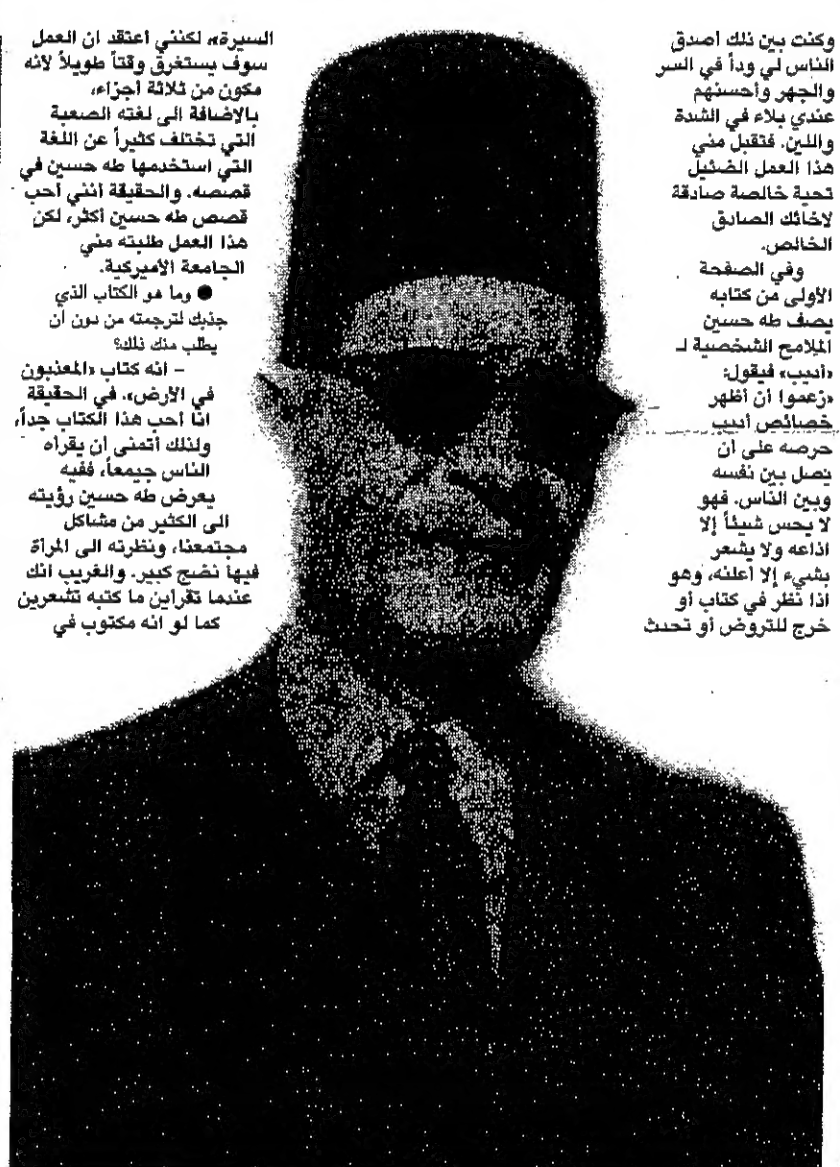 وكنت بين ذلك أصدق
الناس لي وداً في السر
والجهر وأحسنهم
عندي بلاء في الشدة
واللين. فتقبل مني
هذا العمل الضئيل
تحية خالصة صادقة
لاخائك الصادق
الخالص.
وفي الصفحة
الأولى من كتابه
يصف طه حسين
الملامح الشخصية لـ
«أديب» فيقول:
«زعموا أن أظهر
خصائص أديب
حرصه على أن
يصل بين نفسه
وبين الناس. فهو
لا يحس شيئاً إلا
اذاعه ولا يشعر
بشيء إلا أعلنه، وهو
اذا نظر في كتاب أو
خرج للتروض أو تحدث
السيرة» لكنني أعتقد ان العمل
سوف يستغرق وقتاً طويلاً لانه
مكون من ثلاثة أجزاء،
بالاضافة الى لغته الصعبة
التي تختلف كثيراً عن اللغة
التي استخدمها طه حسين في
قصصه. والحقيقة أنني أحب
قصص طه حسين أكثر، لكن
هذا العمل طلبته مني
الجامعة الأميركية.
● وما هو الكتاب الذي
جذبك لترجمته من دون أن
يطلب منك ذلك؟
- انه كتاب «المعذبون
في الأرض». في الحقيقة
انا أحب هذا الكتاب جداً،
ولذلك أتمنى ان يقرأه
الناس جيمعاً، ففيه
يعرض طه حسين رؤيته
الى الكثير من مشاكل
مجتمعنا، ونظرته الى المرأة
فيها نضج كبير. والغريب انك
عندما تقرأين ما كتبه تشعرين
كما لو انه مكتوب في